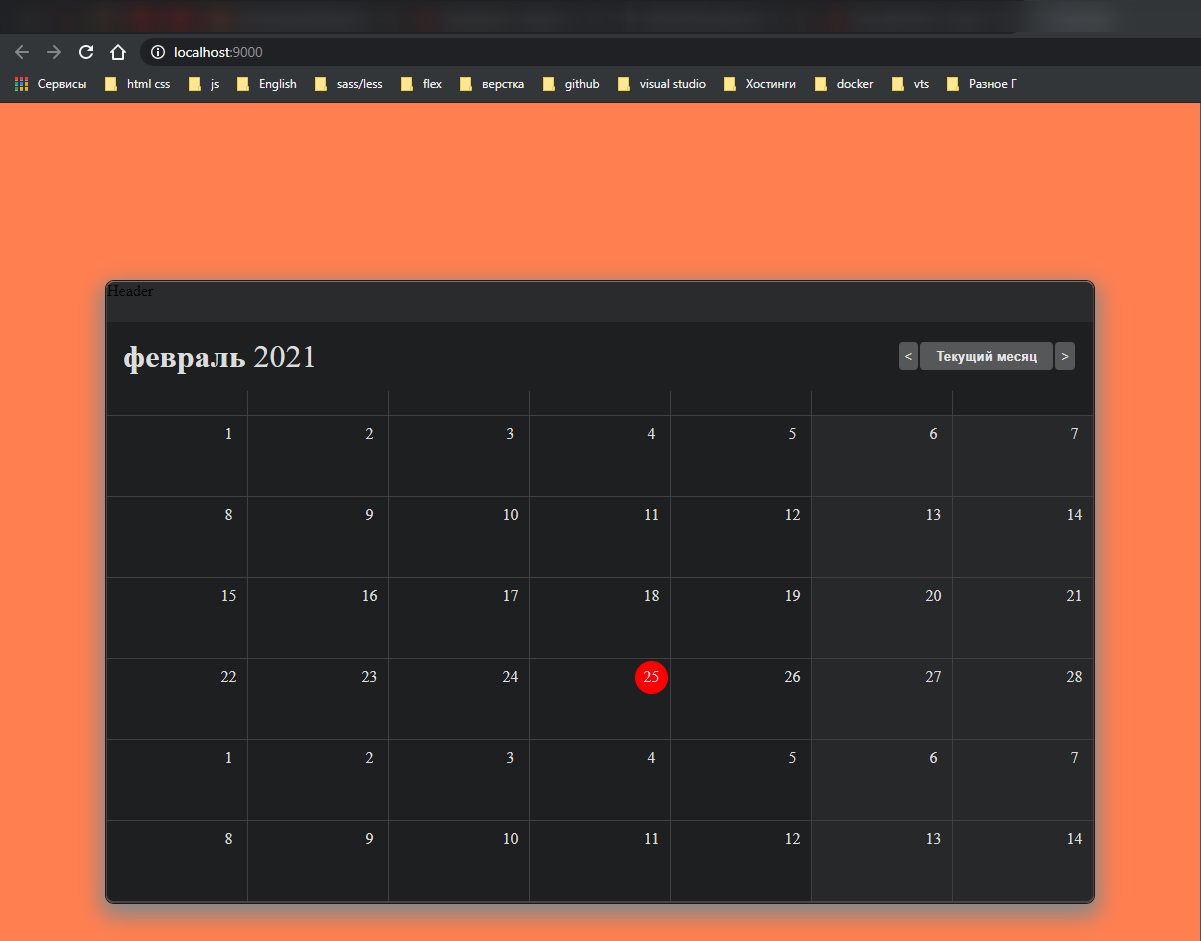 localhost:9000
Сервисы html css js English sass/less flex верстка github visual studio Хостинги docker vts Разное Г
Header
февраль 2021 < Текущий месяц >
1 2 3 4 5 6 7
8 9 10 11 12 13 14
15 16 17 18 19 20 21
22 23 24 25 26 27 28
1 2 3 4 5 6 7
8 9 10 11 12 13 14